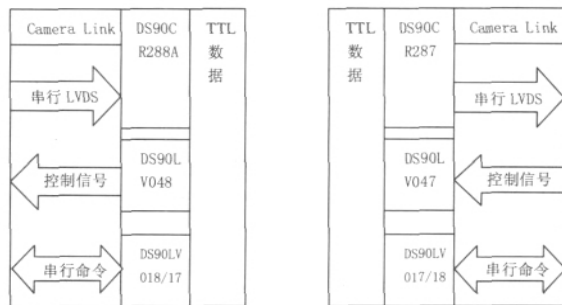 Camera Link
DS90C
R288A
TTL
数
据
串行 LVDS
DS90L
V048
控制信号
DS90LV
018/17
串行命令
TTL
数
据
DS90C
R287
Camera Link
串行 LVDS
DS90L
V047
控制信号
DS90LV
017/18
串行命令